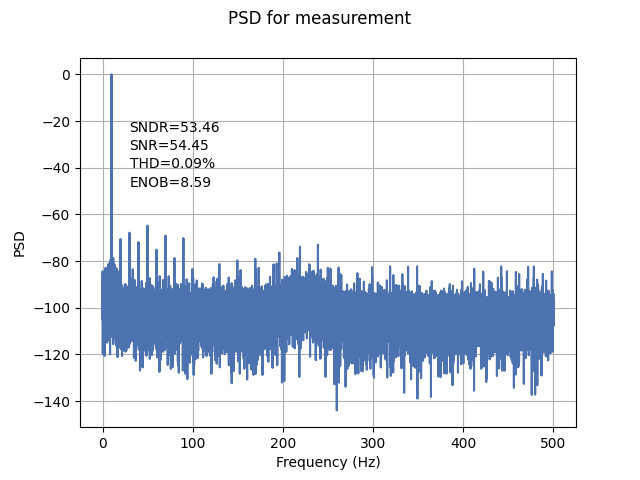 PSD for measurement
0
−20
−40
−60
−80
−100
−120
−140
PSD
SNDR=53.46
SNR=54.45
THD=0.09%
ENOB=8.59
0
100
200
300
400
500
Frequency (Hz)